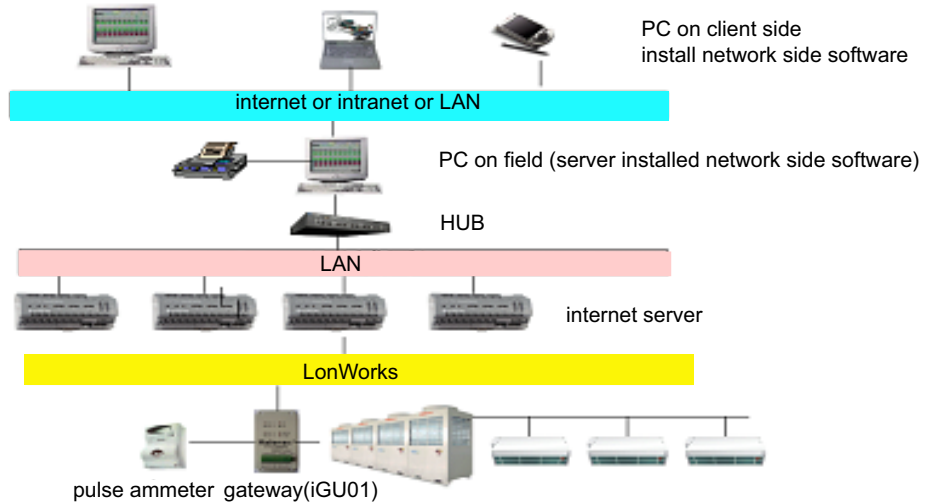 PC on client side
install network side software
internet or intranet or LAN
PC on field (server installed network side software)
HUB
LAN
internet server
LonWorks
pulse ammeter gateway(iGU01)